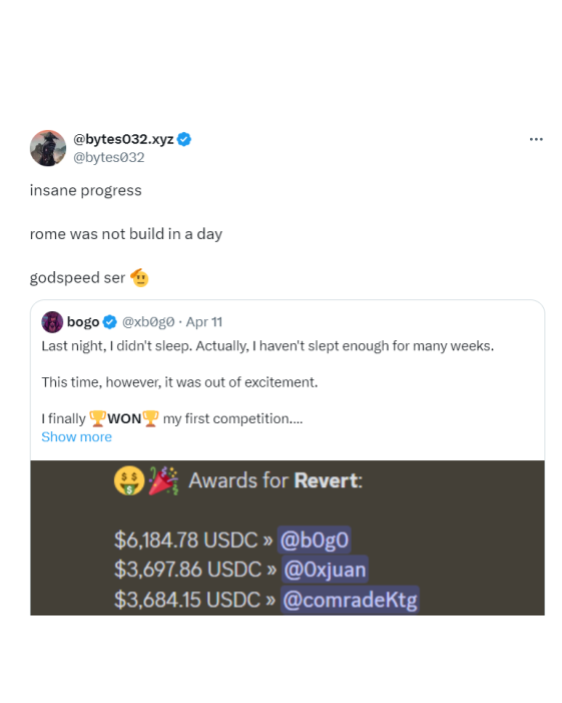 @bytes032.xyz
@bytes032
insane progress
rome was not build in a day
godspeed ser 🫡
bogo @xb0g0 · Apr 11
Last night, I didn't sleep. Actually, I haven't slept enough for many weeks.
This time, however, it was out of excitement.
I finally 🏆WON🏆 my first competition....
Show more
🤑🎉 Awards for Revert:
$6,184.78 USDC » @b0g0
$3,697.86 USDC » @0xjuan
$3,684.15 USDC » @comradeKtg